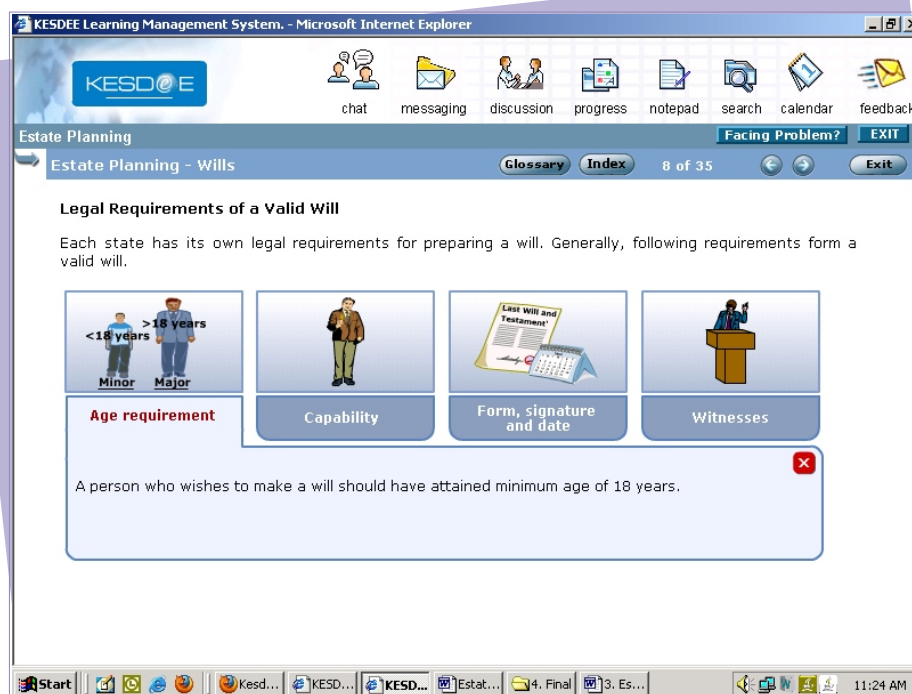 KESDEE Learning Management System. - Microsoft Internet Explorer
KESD@E
chat messaging discussion progress notepad search calendar feedback
Estate Planning Facing Problem? EXIT
Estate Planning - Wills Glossary Index 8 of 35 Exit
Legal Requirements of a Valid Will
Each state has its own legal requirements for preparing a will. Generally, following requirements form a
valid will.
<18 years >18 years
Minor Major
Last Will and
Testament
Age requirement Capability Form, signature
and date Witnesses
A person who wishes to make a will should have attained minimum age of 18 years.
Start Kesd... KESD... KESD... Estat... 4. Final 3. Es... 11:24 AM